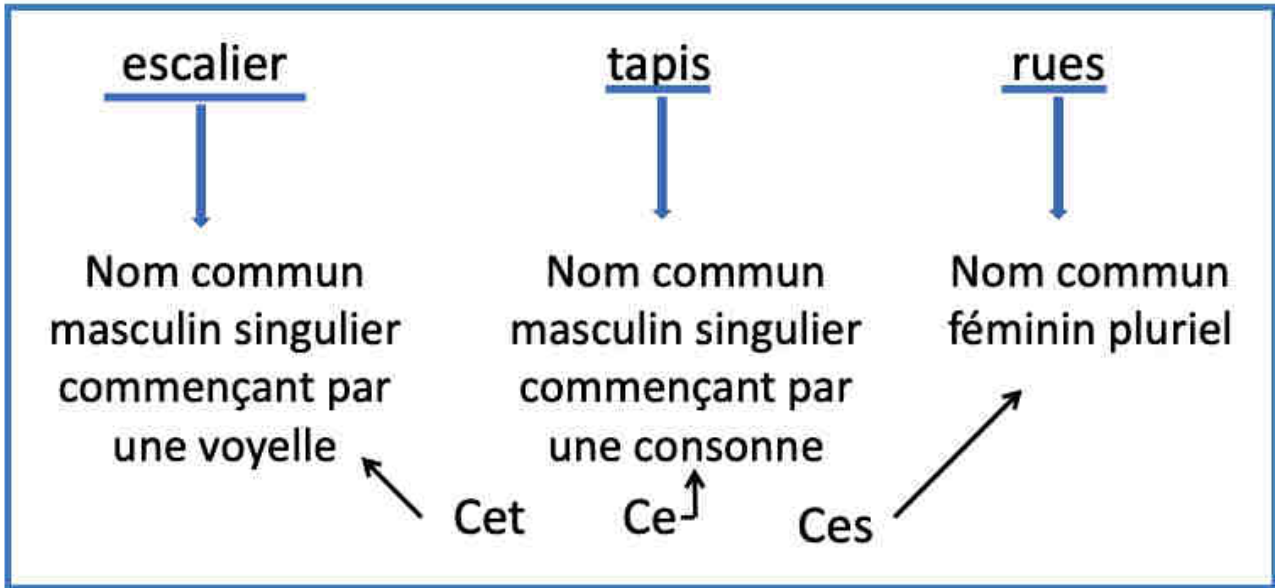 escalier
tapis
rues
Nom commun
masculin singulier
commençant par
une voyelle
Nom commun
masculin singulier
commençant par
une consonne
Nom commun
féminin pluriel
Cet
Ce
Ces